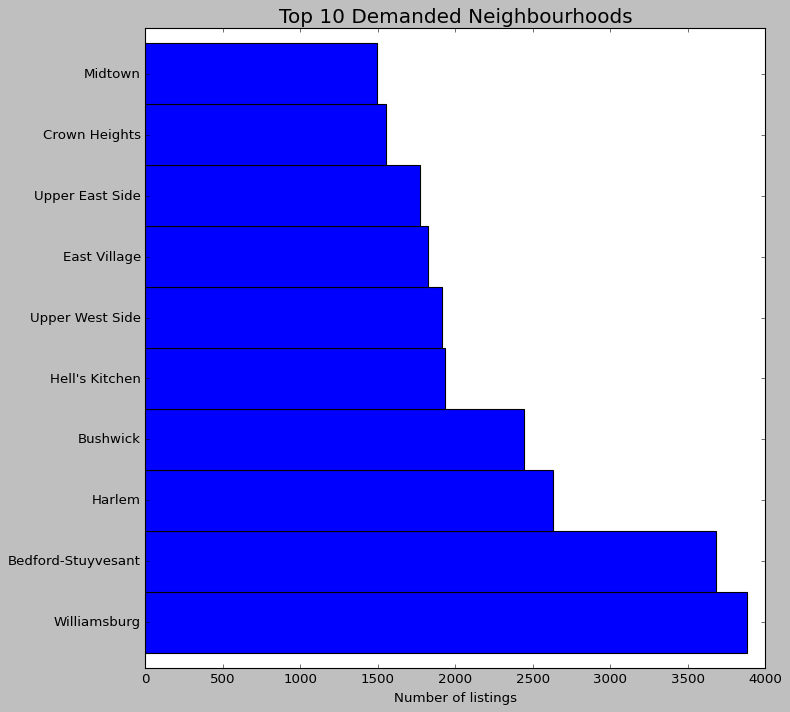 Top 10 Demanded Neighbourhoods
Midtown
Crown Heights
Upper East Side
East Village
Upper West Side
Hell's Kitchen
Bushwick
Harlem
Bedford-Stuyvesant
Williamsburg
0 500 1000 1500 2000 2500 3000 3500 4000
Number of listings